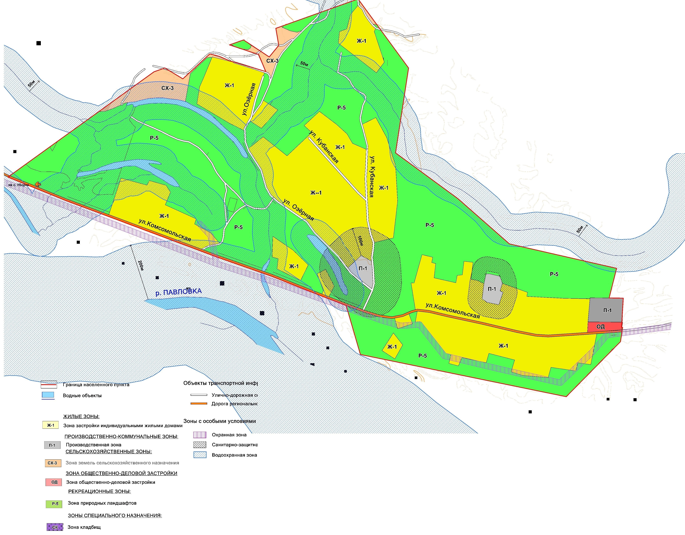 Ж-1
СХ-3
50м
СХ-3
Ж-1
50м
ул.Озёрная
Р-5
Р-5
ул. Кубанская
Ж-1
ул. Кубанская
Ж-1
Ж-1
ул. Озёрная
Ж-1
ул.Комсомольская
Р-5
Р-5
50м
Ж-1
П-1
Р-5
200м
П-1
р. ПАВЛОВКА
Ж-1
ул.Комсомольская
П-1
ОД
Ж-1
Ж-1
Р-5
Граница населенного пункта
Водные объекты
ЖИЛЫЕ ЗОНЫ:
Ж-1 Зона застройки индивидуальными жилыми домами
ПРОИЗВОДСТВЕННО-КОММУНАЛЬНЫЕ ЗОНЫ:
П-1 Производственная зона
СЕЛЬСКОХОЗЯЙСТВЕННЫЕ ЗОНЫ:
СХ-3 Зона земель сельскохозяйственного назначения
ЗОНА ОБЩЕСТВЕННО-ДЕЛОВОЙ ЗАСТРОЙКИ
ОД Зона общественно-деловой застройки
РЕКРЕАЦИОННЫЕ ЗОНЫ:
Р-5 Зона природных ландшафтов
ЗОНЫ СПЕЦИАЛЬНОГО НАЗНАЧЕНИЯ:
Зона кладбищ
Объекты транспортной инфр
Улично-дорожная с
Дорога регионально
Зоны с особыми условиями
Охранная зона
Санитарно-защитна
Водоохранная зона